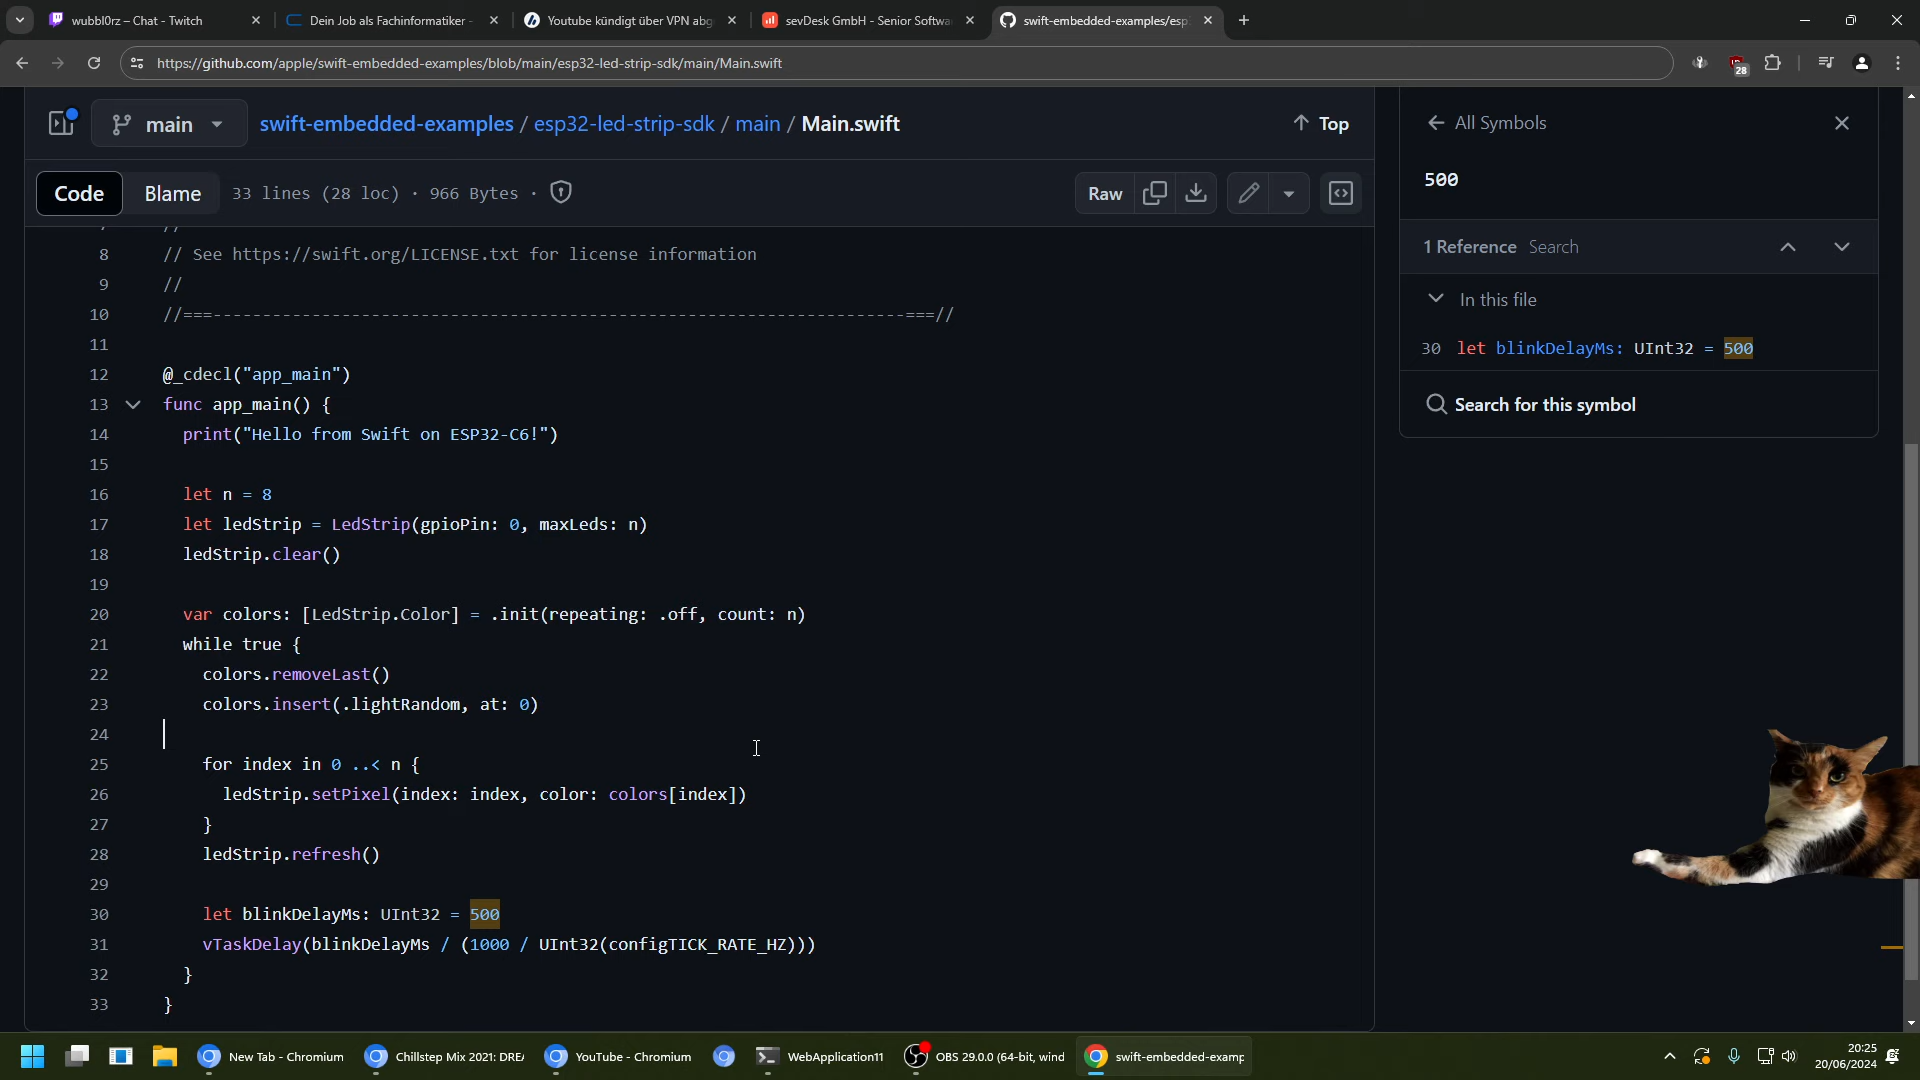 wubbl0rz – Chat - Twitch
Dein Job als Fachinformatiker -
Youtube kündigt über VPN abg
sevDesk GmbH - Senior Softwa
swift-embedded-examples/esp
https://github.com/apple/swift-embedded-examples/blob/main/esp32-led-strip-sdk/main/Main.swift
28
main
swift-embedded-examples / esp32-led-strip-sdk / main / Main.swift
Top
Code
Blame
33 lines (28 loc) · 966 Bytes ·
Raw
8 // See https://swift.org/LICENSE.txt for license information
9 //
10 //===----------------------------------------------------------------------===//
11
12 @_cdecl("app_main")
13 func app_main() {
14 print("Hello from Swift on ESP32-C6!")
15
16 let n = 8
17 let ledStrip = LedStrip(gpioPin: 0, maxLeds: n)
18 ledStrip.clear()
19
20 var colors: [LedStrip.Color] = .init(repeating: .off, count: n)
21 while true {
22 colors.removeLast()
23 colors.insert(.lightRandom, at: 0)
24
25 for index in 0 ..< n {
26 ledStrip.setPixel(index: index, color: colors[index])
27 }
28 ledStrip.refresh()
29
30 let blinkDelayMs: UInt32 = 500
31 vTaskDelay(blinkDelayMs / (1000 / UInt32(configTICK_RATE_HZ)))
32 }
33 }
All Symbols
500
1 Reference Search
In this file
30 let blinkDelayMs: UInt32 = 500
Search for this symbol
New Tab - Chromium
Chillstep Mix 2021: DREA
YouTube - Chromium
WebApplication11
OBS 29.0.0 (64-bit, wind
swift-embedded-examp
20:25
20/06/2024